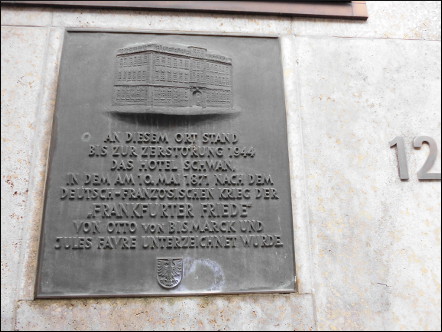 AN DIESEM ORT STAND
BIS ZUR ZERSTÖRUNG 1944
DAS HOTEL SCHWAN,
IN DEM AM 10. MAI 1871 NACH DEM
DEUTSCH-FRANZÖSISCHEN KRIEG DER
„FRANKFURTER FRIEDE"
VON OTTO VON BISMARCK UND
JULES FAVRE UNTERZEICHNET WURDE.
12